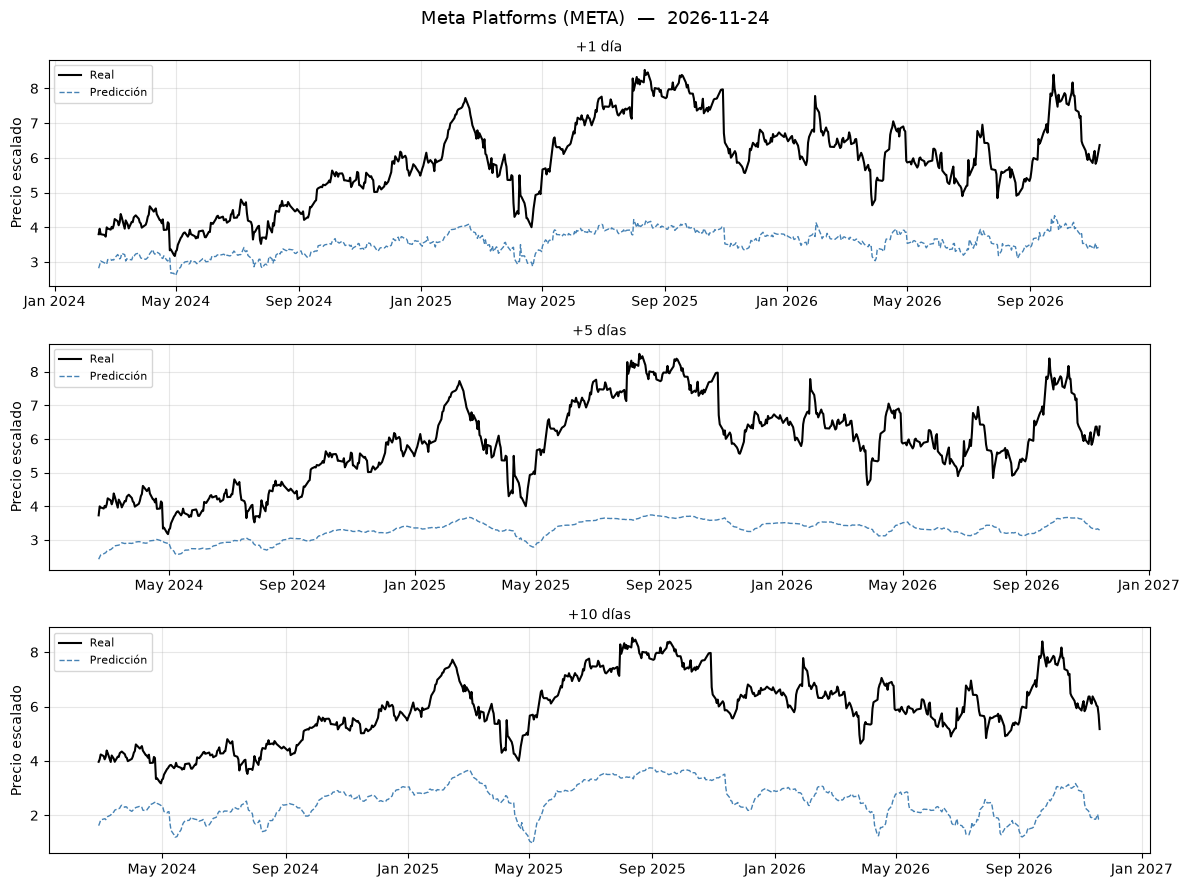 Meta Platforms (META) — 2026-11-24
+1 día
Real
Predicción
Precio escalado
8
7
6
5
4
3
Jan 2024 May 2024 Sep 2024 Jan 2025 May 2025 Sep 2025 Jan 2026 May 2026 Sep 2026
+5 días
Real
Predicción
Precio escalado
8
7
6
5
4
3
May 2024 Sep 2024 Jan 2025 May 2025 Sep 2025 Jan 2026 May 2026 Sep 2026 Jan 2027
+10 días
Real
Predicción
Precio escalado
8
6
4
2
May 2024 Sep 2024 Jan 2025 May 2025 Sep 2025 Jan 2026 May 2026 Sep 2026 Jan 2027